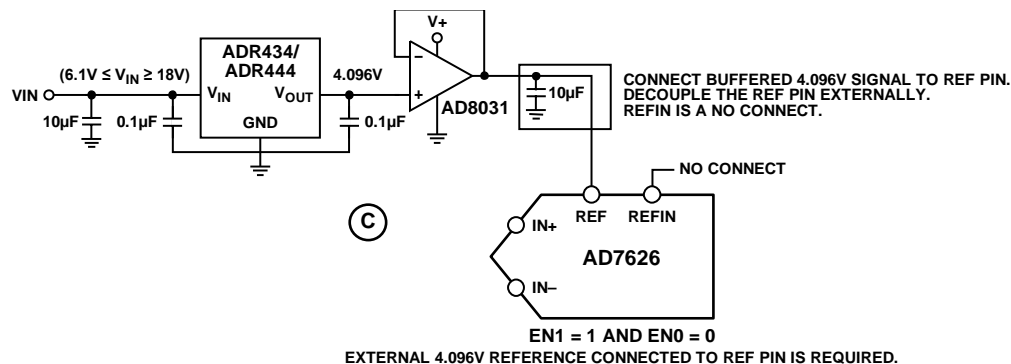 V+
ADR434/
ADR444
(6.1V ≤ VIN ≥ 18V)
4.096V
VIN
VIN
VOUT
GND
10µF
0.1µF
0.1µF
–
+
AD8031
10µF
CONNECT BUFFERED 4.096V SIGNAL TO REF PIN.
DECOUPLE THE REF PIN EXTERNALLY.
REFIN IS A NO CONNECT.
NO CONNECT
C
REF
REFIN
IN+
AD7626
IN–
EN1 = 1 AND EN0 = 0
EXTERNAL 4.096V REFERENCE CONNECTED TO REF PIN IS REQUIRED.